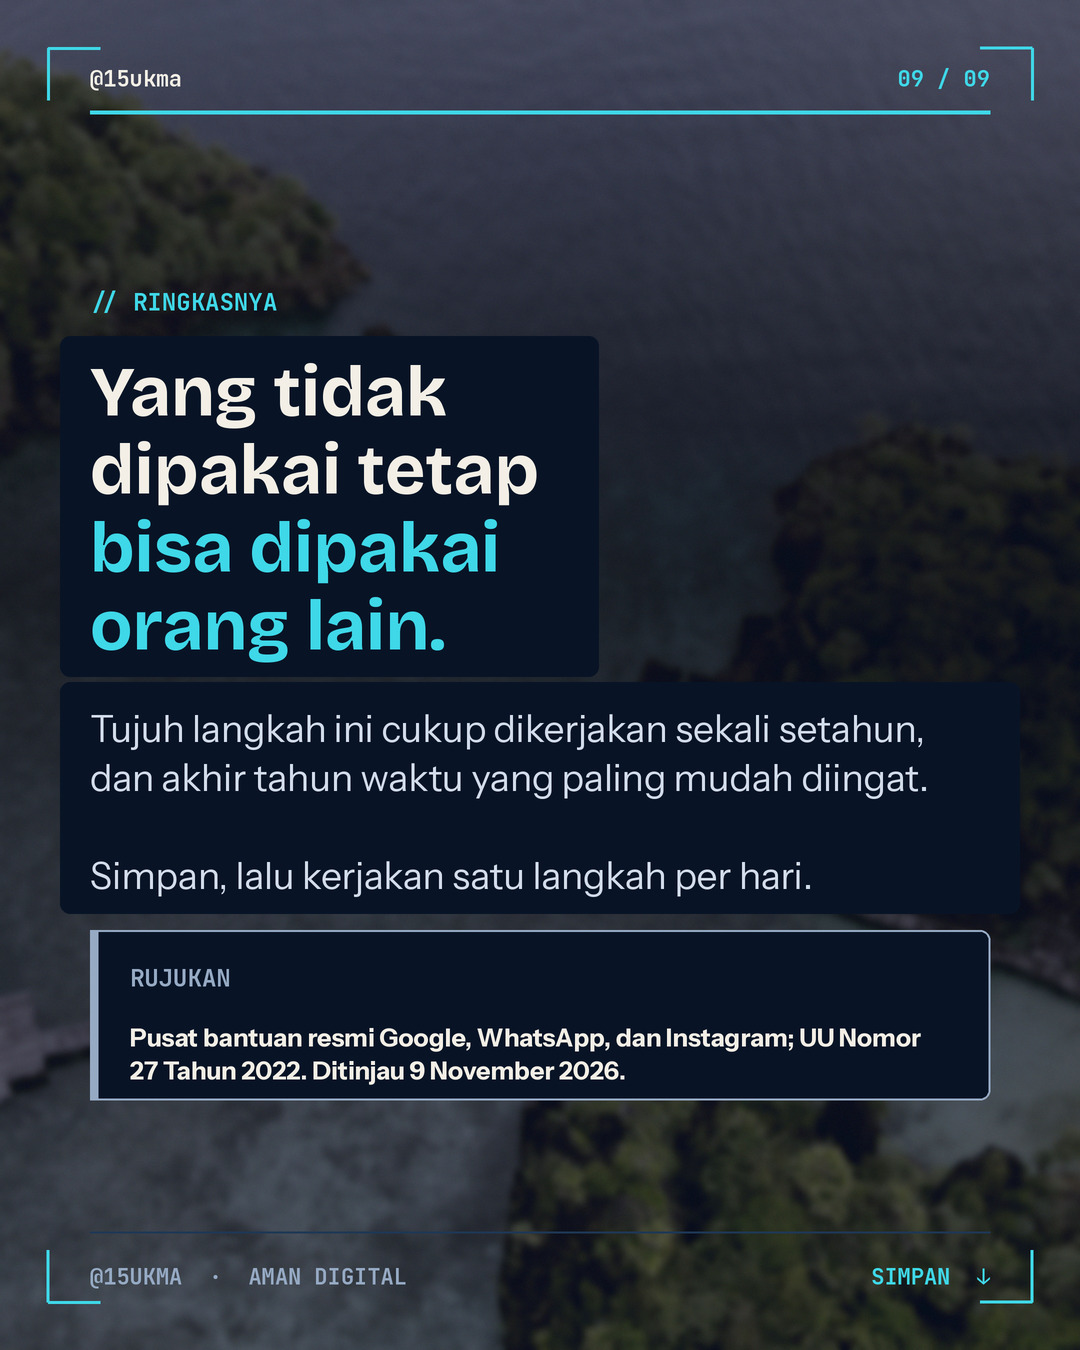 @15ukma
09 / 09
// RINGKASNYA
Yang tidak
dipakai tetap
bisa dipakai
orang lain.
Tujuh langkah ini cukup dikerjakan sekali setahun,
dan akhir tahun waktu yang paling mudah diingat.
Simpan, lalu kerjakan satu langkah per hari.
RUJUKAN
Pusat bantuan resmi Google, WhatsApp, dan Instagram; UU Nomor
27 Tahun 2022. Ditinjau 9 November 2026.
@15UKMA · AMAN DIGITAL
SIMPAN ↓